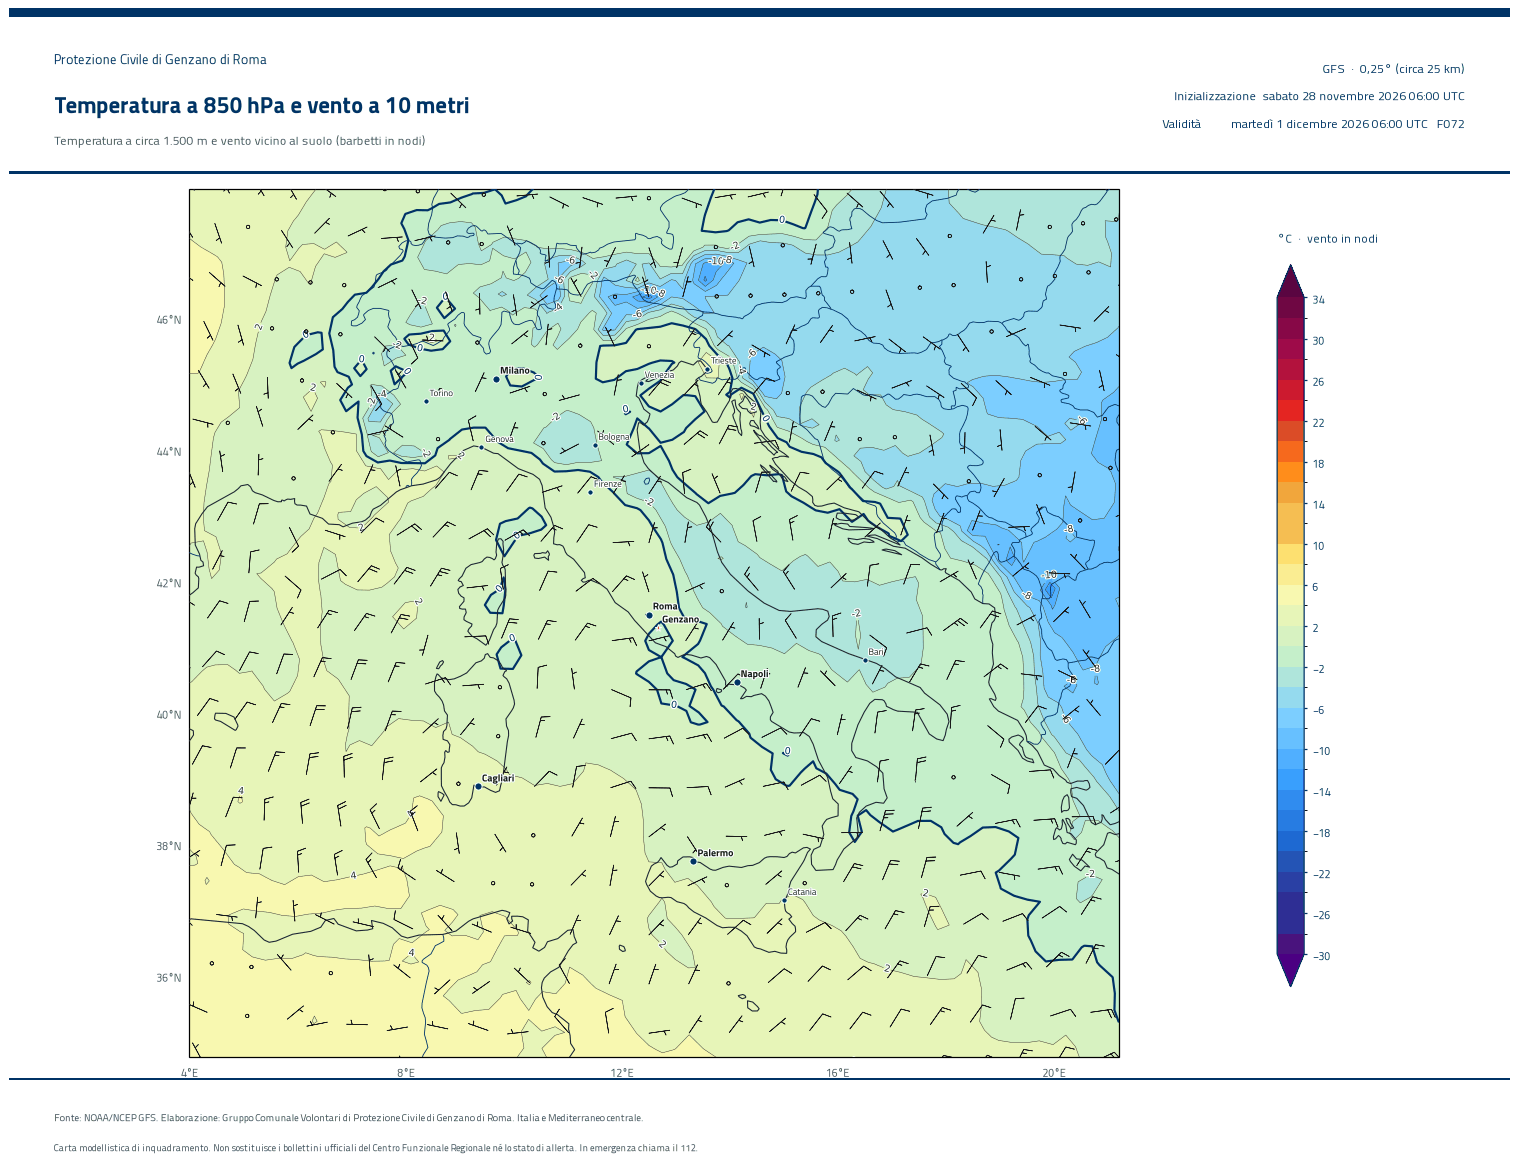 Protezione Civile di Genzano di Roma
Temperatura a 850 hPa e vento a 10 metri
Temperatura a circa 1.500 m e vento vicino al suolo (barbetti in nodi)
GFS · 0,25° (circa 25 km)
Inizializzazione sabato 28 novembre 2026 06:00 UTC
Validità martedì 1 dicembre 2026 06:00 UTC F072
°C · vento in nodi
34
30
26
22
18
14
10
6
2
−2
−6
−10
−14
−18
−22
−26
−30
46°N
44°N
42°N
40°N
38°N
36°N
4°E
8°E
12°E
16°E
20°E
Milano
Torino
Venezia
Trieste
Genova
Bologna
Firenze
Roma
Genzano
Napoli
Bari
Cagliari
Palermo
Catania
Fonte: NOAA/NCEP GFS. Elaborazione: Gruppo Comunale Volontari di Protezione Civile di Genzano di Roma. Italia e Mediterraneo centrale.
Carta modellistica di inquadramento. Non sostituisce i bollettini ufficiali del Centro Funzionale Regionale né lo stato di allerta. In emergenza chiama il 112.